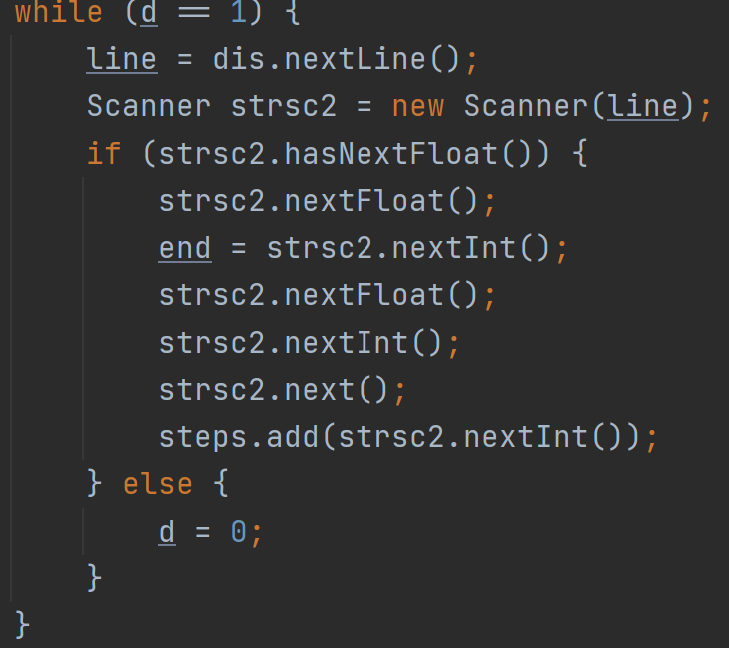 while (d == 1) {
    line = dis.nextLine();
    Scanner strsc2 = new Scanner(line);
    if (strsc2.hasNextFloat()) {
        strsc2.nextFloat();
        end = strsc2.nextInt();
        strsc2.nextFloat();
        strsc2.nextInt();
        strsc2.next();
        steps.add(strsc2.nextInt());
    } else {
        d = 0;
    }
}